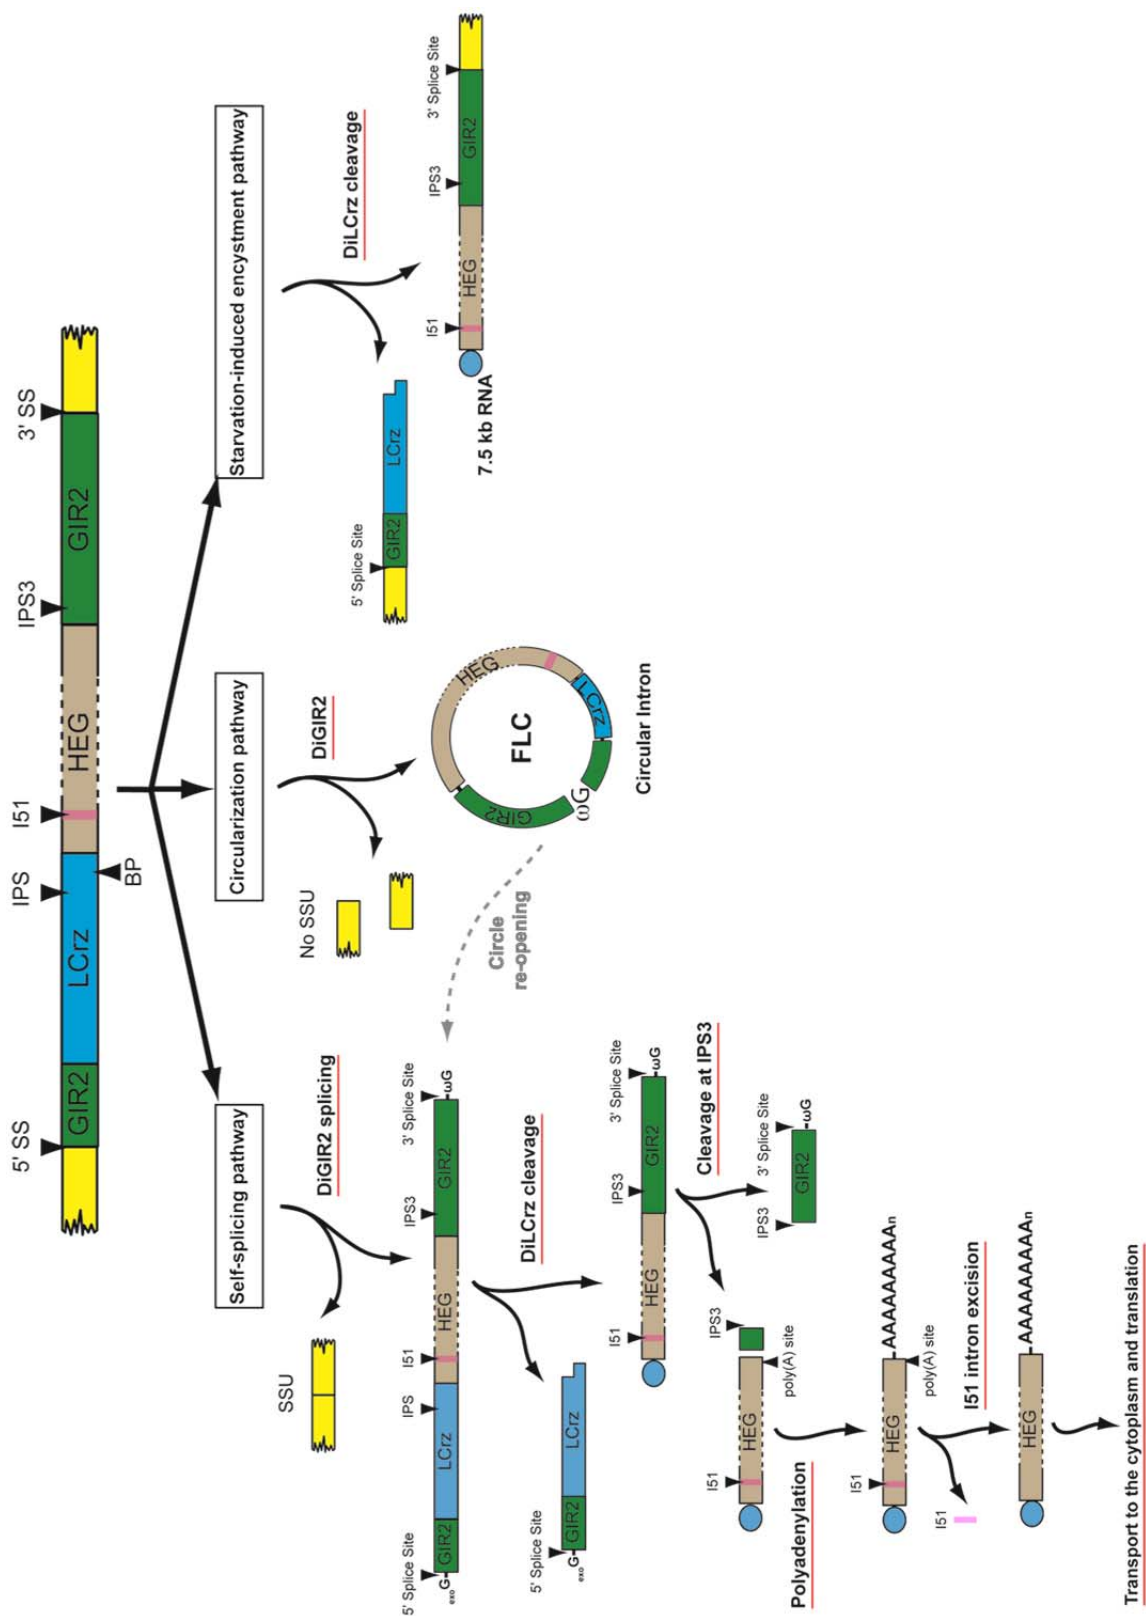 5' SS
IPS
I51
IPS3
3' SS
GIR2
LCrz
HEG
GIR2
BP
Self-splicing pathway
Circularization pathway
Starvation-induced encystment pathway
DiGIR2 splicing
SSU
5' Splice Site
IPS
I51
IPS3
3' Splice Site
exoG
GIR2
LCrz
HEG
GIR2
ωG
DiLCrz cleavage
5' Splice Site
exoG
GIR2
LCrz
I51
IPS3
3' Splice Site
HEG
GIR2
ωG
Cleavage at IPS3
I51
IPS3
HEG
poly(A) site
IPS3
3' Splice Site
GIR2
ωG
Polyadenylation
I51
HEG
AAAAAAAAAn
poly(A) site
I51
I51 intron excision
HEG
AAAAAAAAAn
Transport to the cytoplasm and translation
DiGIR2
No SSU
HEG
FLC
LCrz
GIR2
ωG
Circular Intron
Circle
re-opening
DiLCrz cleavage
5' Splice Site
GIR2
LCrz
I51
IPS3
3' Splice Site
HEG
GIR2
7.5 kb RNA